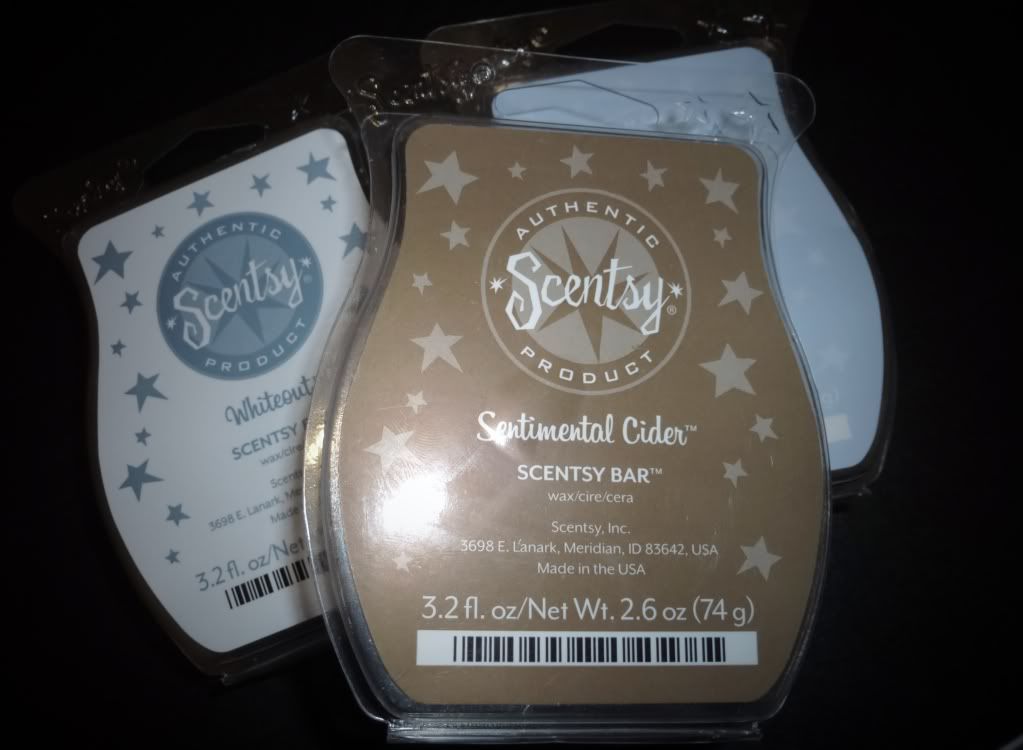 AUTHENTIC
Scentsy
PRODUCT
Whiteout
SCENTSY
wax/cire
3698 E. Lanark,
Made
3.2 fl. oz/Net
AUTHENTIC
Scentsy®
PRODUCT
Sentimental Cider™
SCENTSY BAR™
wax/cire/cera
Scentsy, Inc.
3698 E. Lanark, Meridian, ID 83642, USA
Made in the USA
3.2 fl. oz/Net Wt. 2.6 oz (74 g)